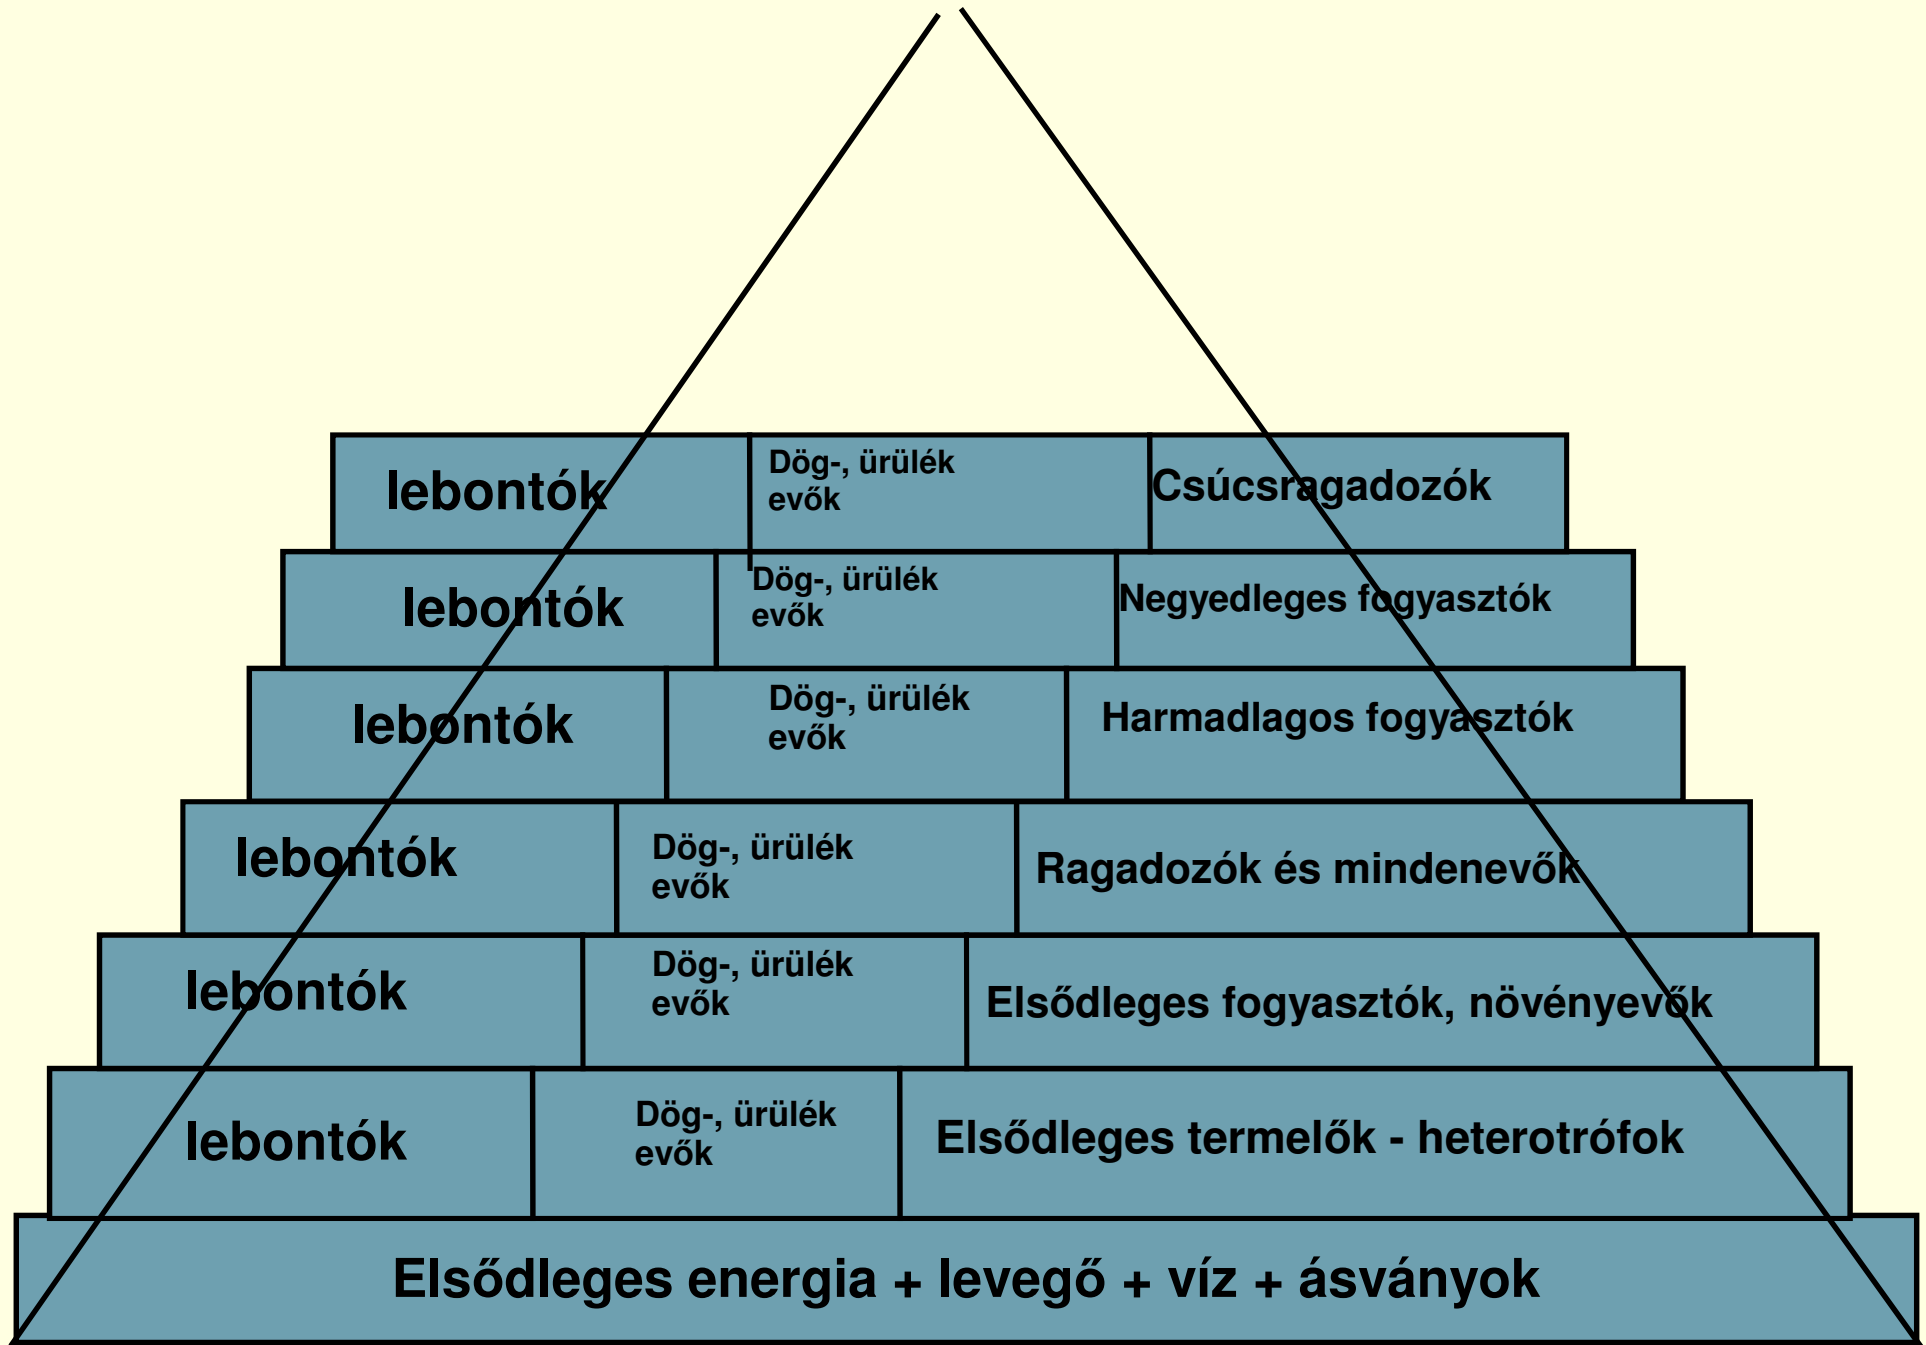 lebontók
Dög-, ürülék
evők
Csúcsragadozók
lebontók
Dög-, ürülék
evők
Negyedleges fogyasztók
lebontók
Dög-, ürülék
evők
Harmadlagos fogyasztók
lebontók
Dög-, ürülék
evők
Ragadozók és mindenevők
lebontók
Dög-, ürülék
evők
Elsődleges fogyasztók, növényevők
lebontók
Dög-, ürülék
evők
Elsődleges termelők - heterotrófok
Elsődleges energia + levegő + víz + ásványok